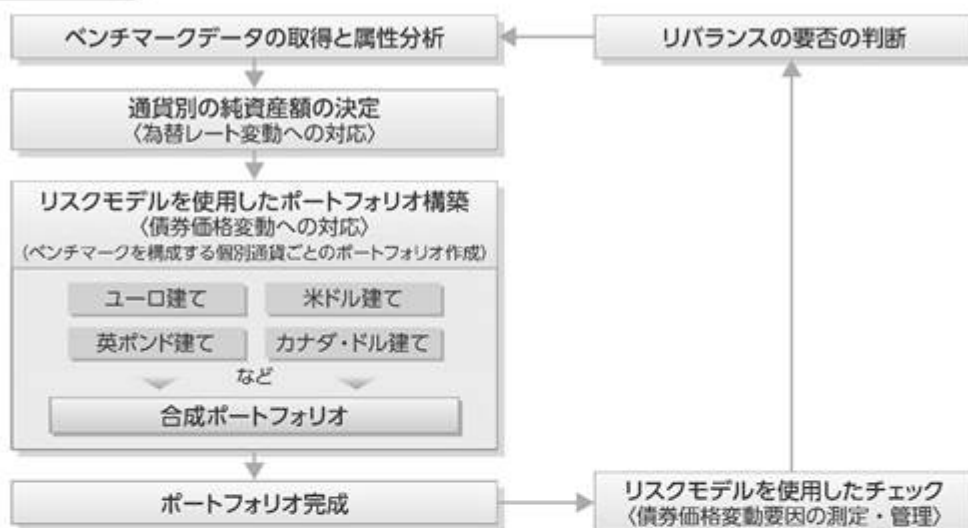 ベンチマークデータの取得と属性分析
リバランスの要否の判断
通貨別の純資産額の決定
〈為替レート変動への対応〉
リスクモデルを使用したポートフォリオ構築
〈債券価格変動への対応〉
(ベンチマークを構成する個別通貨ごとのポートフォリオ作成)
ユーロ建て
米ドル建て
英ポンド建て
カナダ・ドル建て
など
合成ポートフォリオ
ポートフォリオ完成
リスクモデルを使用したチェック
〈債券価格変動要因の測定・管理〉